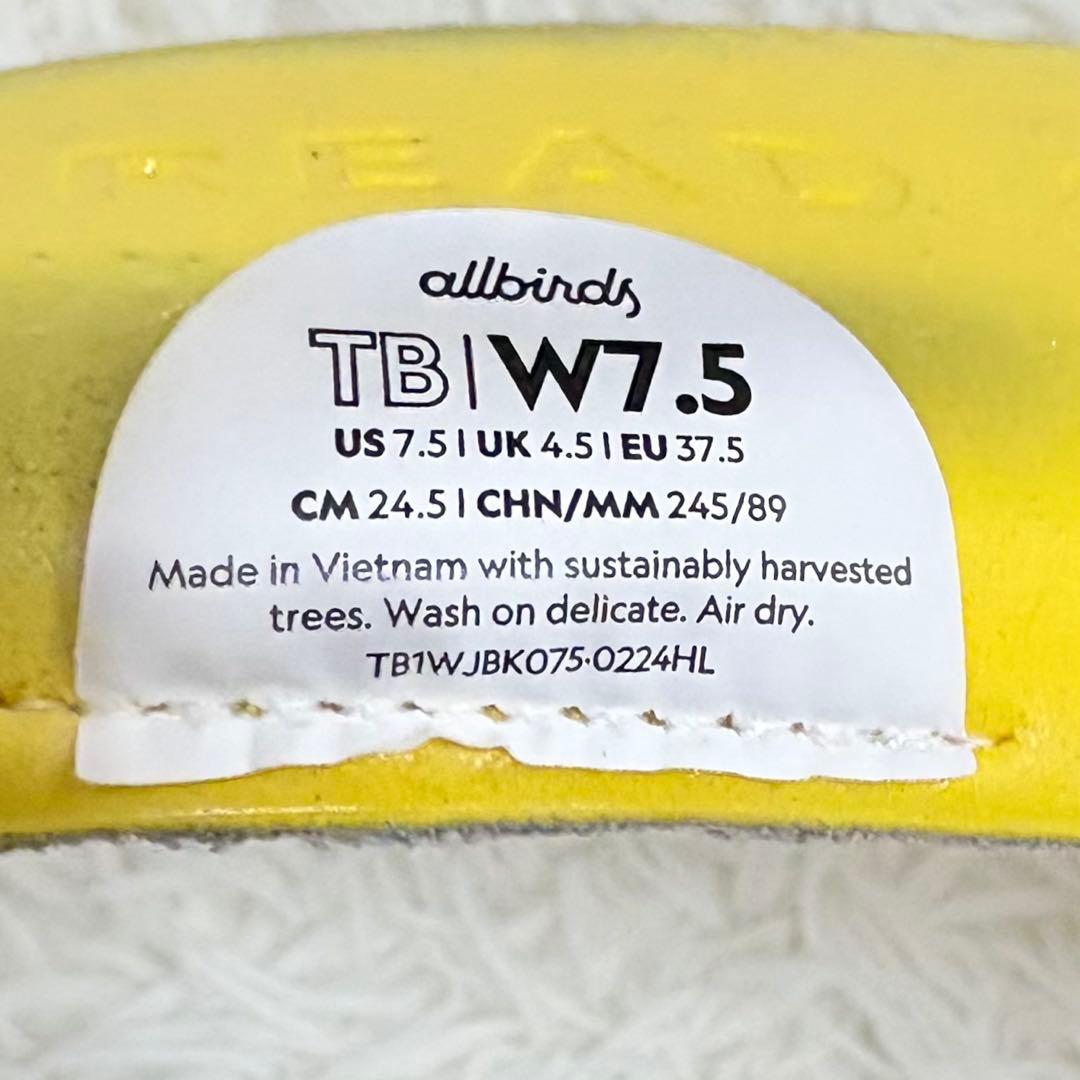 TREAD
allbirds
TB|W7.5
US 7.5 | UK 4.5 | EU 37.5
CM 24.5 | CHN/MM 245/89
Made in Vietnam with sustainably harvested
trees. Wash on delicate. Air dry.
TB1WJBK075·0224HL